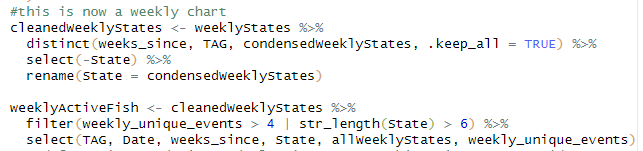 #this is now a weekly chart
cleanedWeeklyStates <- weeklyStates %>%
distinct(weeks_since, TAG, condensedWeeklyStates, .keep_all = TRUE) %>%
select(-State) %>%
rename(State = condensedWeeklyStates)
weeklyActiveFish <- cleanedWeeklyStates %>%
filter(weekly_unique_events > 4 | str_length(State) > 6) %>%
select(TAG, Date, weeks_since, State, allWeeklyStates, weekly_unique_events)